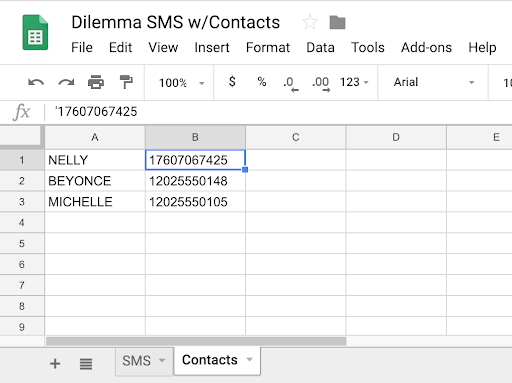 Dilemma SMS w/Contacts
File Edit View Insert Format Data Tools Add-ons Help
100% $ % .0 .00 123 Arial 10
fx '17607067425
A B C D E
1 NELLY 17607067425
2 BEYONCE 12025550148
3 MICHELLE 12025550105
4
5
6
7
8
9
+ SMS Contacts